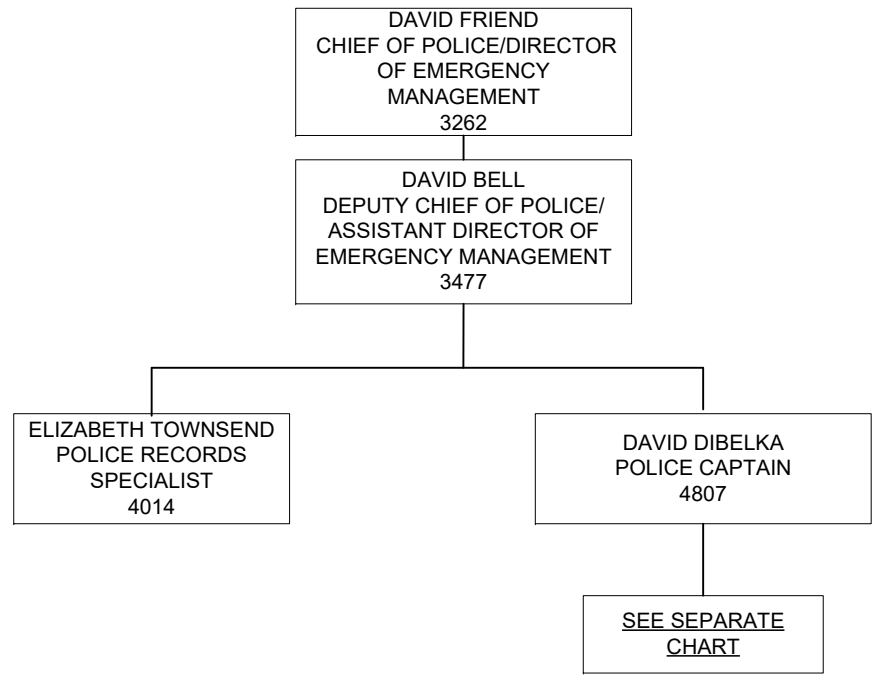 DAVID FRIEND
CHIEF OF POLICE/DIRECTOR
OF EMERGENCY
MANAGEMENT
3262
DAVID BELL
DEPUTY CHIEF OF POLICE/
ASSISTANT DIRECTOR OF
EMERGENCY MANAGEMENT
3477
ELIZABETH TOWNSEND
POLICE RECORDS
SPECIALIST
4014
DAVID DIBELKA
POLICE CAPTAIN
4807
SEE SEPARATE
CHART